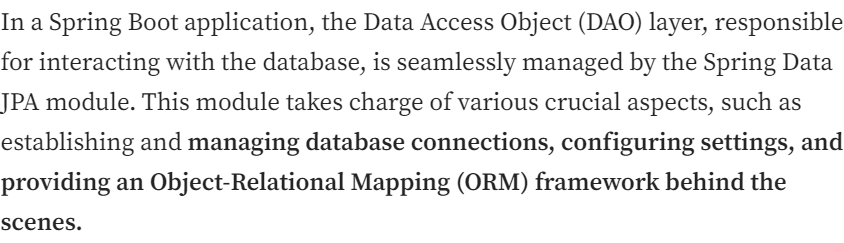 In a Spring Boot application, the Data Access Object (DAO) layer, responsible
for interacting with the database, is seamlessly managed by the Spring Data
JPA module. This module takes charge of various crucial aspects, such as
establishing and managing database connections, configuring settings, and
providing an Object-Relational Mapping (ORM) framework behind the
scenes.